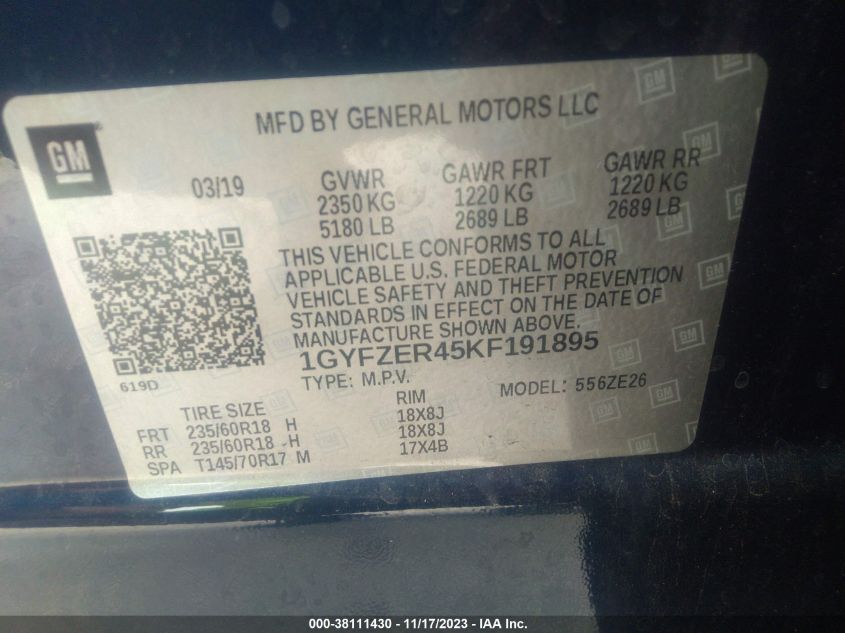 MFD BY GENERAL MOTORS LLC
GM
03/19
GVWR GAWR FRT GAWR RR
2350 KG 1220 KG 1220 KG
5180 LB 2689 LB 2689 LB
THIS VEHICLE CONFORMS TO ALL
APPLICABLE U.S. FEDERAL MOTOR
VEHICLE SAFETY AND THEFT PREVENTION
STANDARDS IN EFFECT ON THE DATE OF
MANUFACTURE SHOWN ABOVE.
1GYFZER45KF191895
619D
TYPE: M.P.V. MODEL: 556ZE26
TIRE SIZE RIM
FRT 235/60R18 H 18X8J
RR 235/60R18 H 18X8J
SPA T145/70R17 M 17X4B
000-38111430 - 11/17/2023 - IAA Inc.